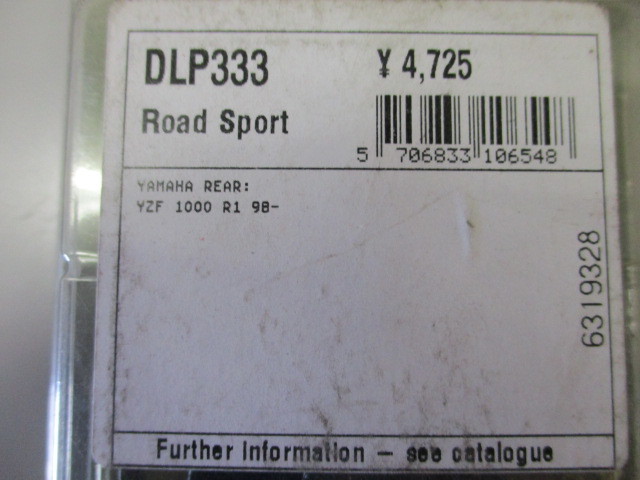 DLP333
¥ 4,725
Road Sport
5 706833 106548
YAMAHA REAR:
YZF 1000 R1 98-
6319328
Further Information – see catalogue